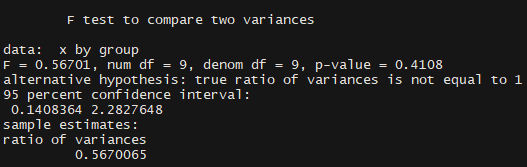 F test to compare two variances
data:  x by group
F = 0.56701, num df = 9, denom df = 9, p-value = 0.4108
alternative hypothesis: true ratio of variances is not equal to 1
95 percent confidence interval:
 0.1408364 2.2827648
sample estimates:
ratio of variances
         0.5670065